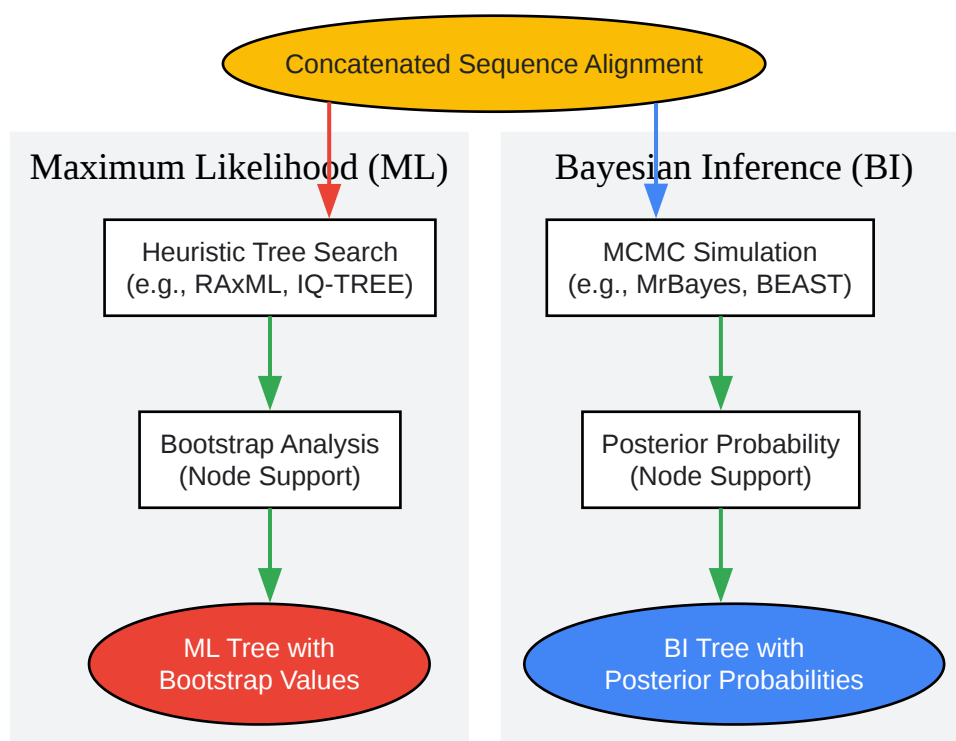 Concatenated Sequence Alignment
Maximum Likelihood (ML)
Heuristic Tree Search
(e.g., RAxML, IQ-TREE)
Bootstrap Analysis
(Node Support)
ML Tree with
Bootstrap Values
Bayesian Inference (BI)
MCMC Simulation
(e.g., MrBayes, BEAST)
Posterior Probability
(Node Support)
BI Tree with
Posterior Probabilities